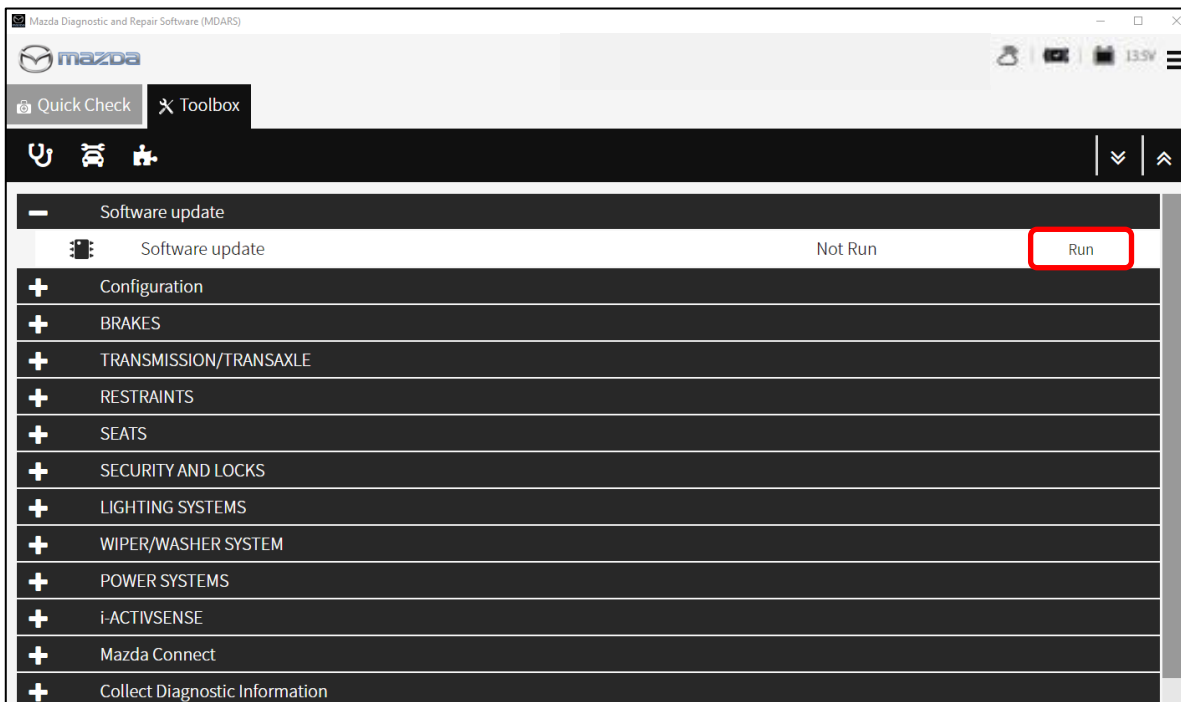 Mazda Diagnostic and Repair Software (MDARS)
mazda
13.5V
Quick Check
Toolbox
Software update
Software update Not Run Run
Configuration
BRAKES
TRANSMISSION/TRANSAXLE
RESTRAINTS
SEATS
SECURITY AND LOCKS
LIGHTING SYSTEMS
WIPER/WASHER SYSTEM
POWER SYSTEMS
i-ACTIVSENSE
Mazda Connect
Collect Diagnostic Information